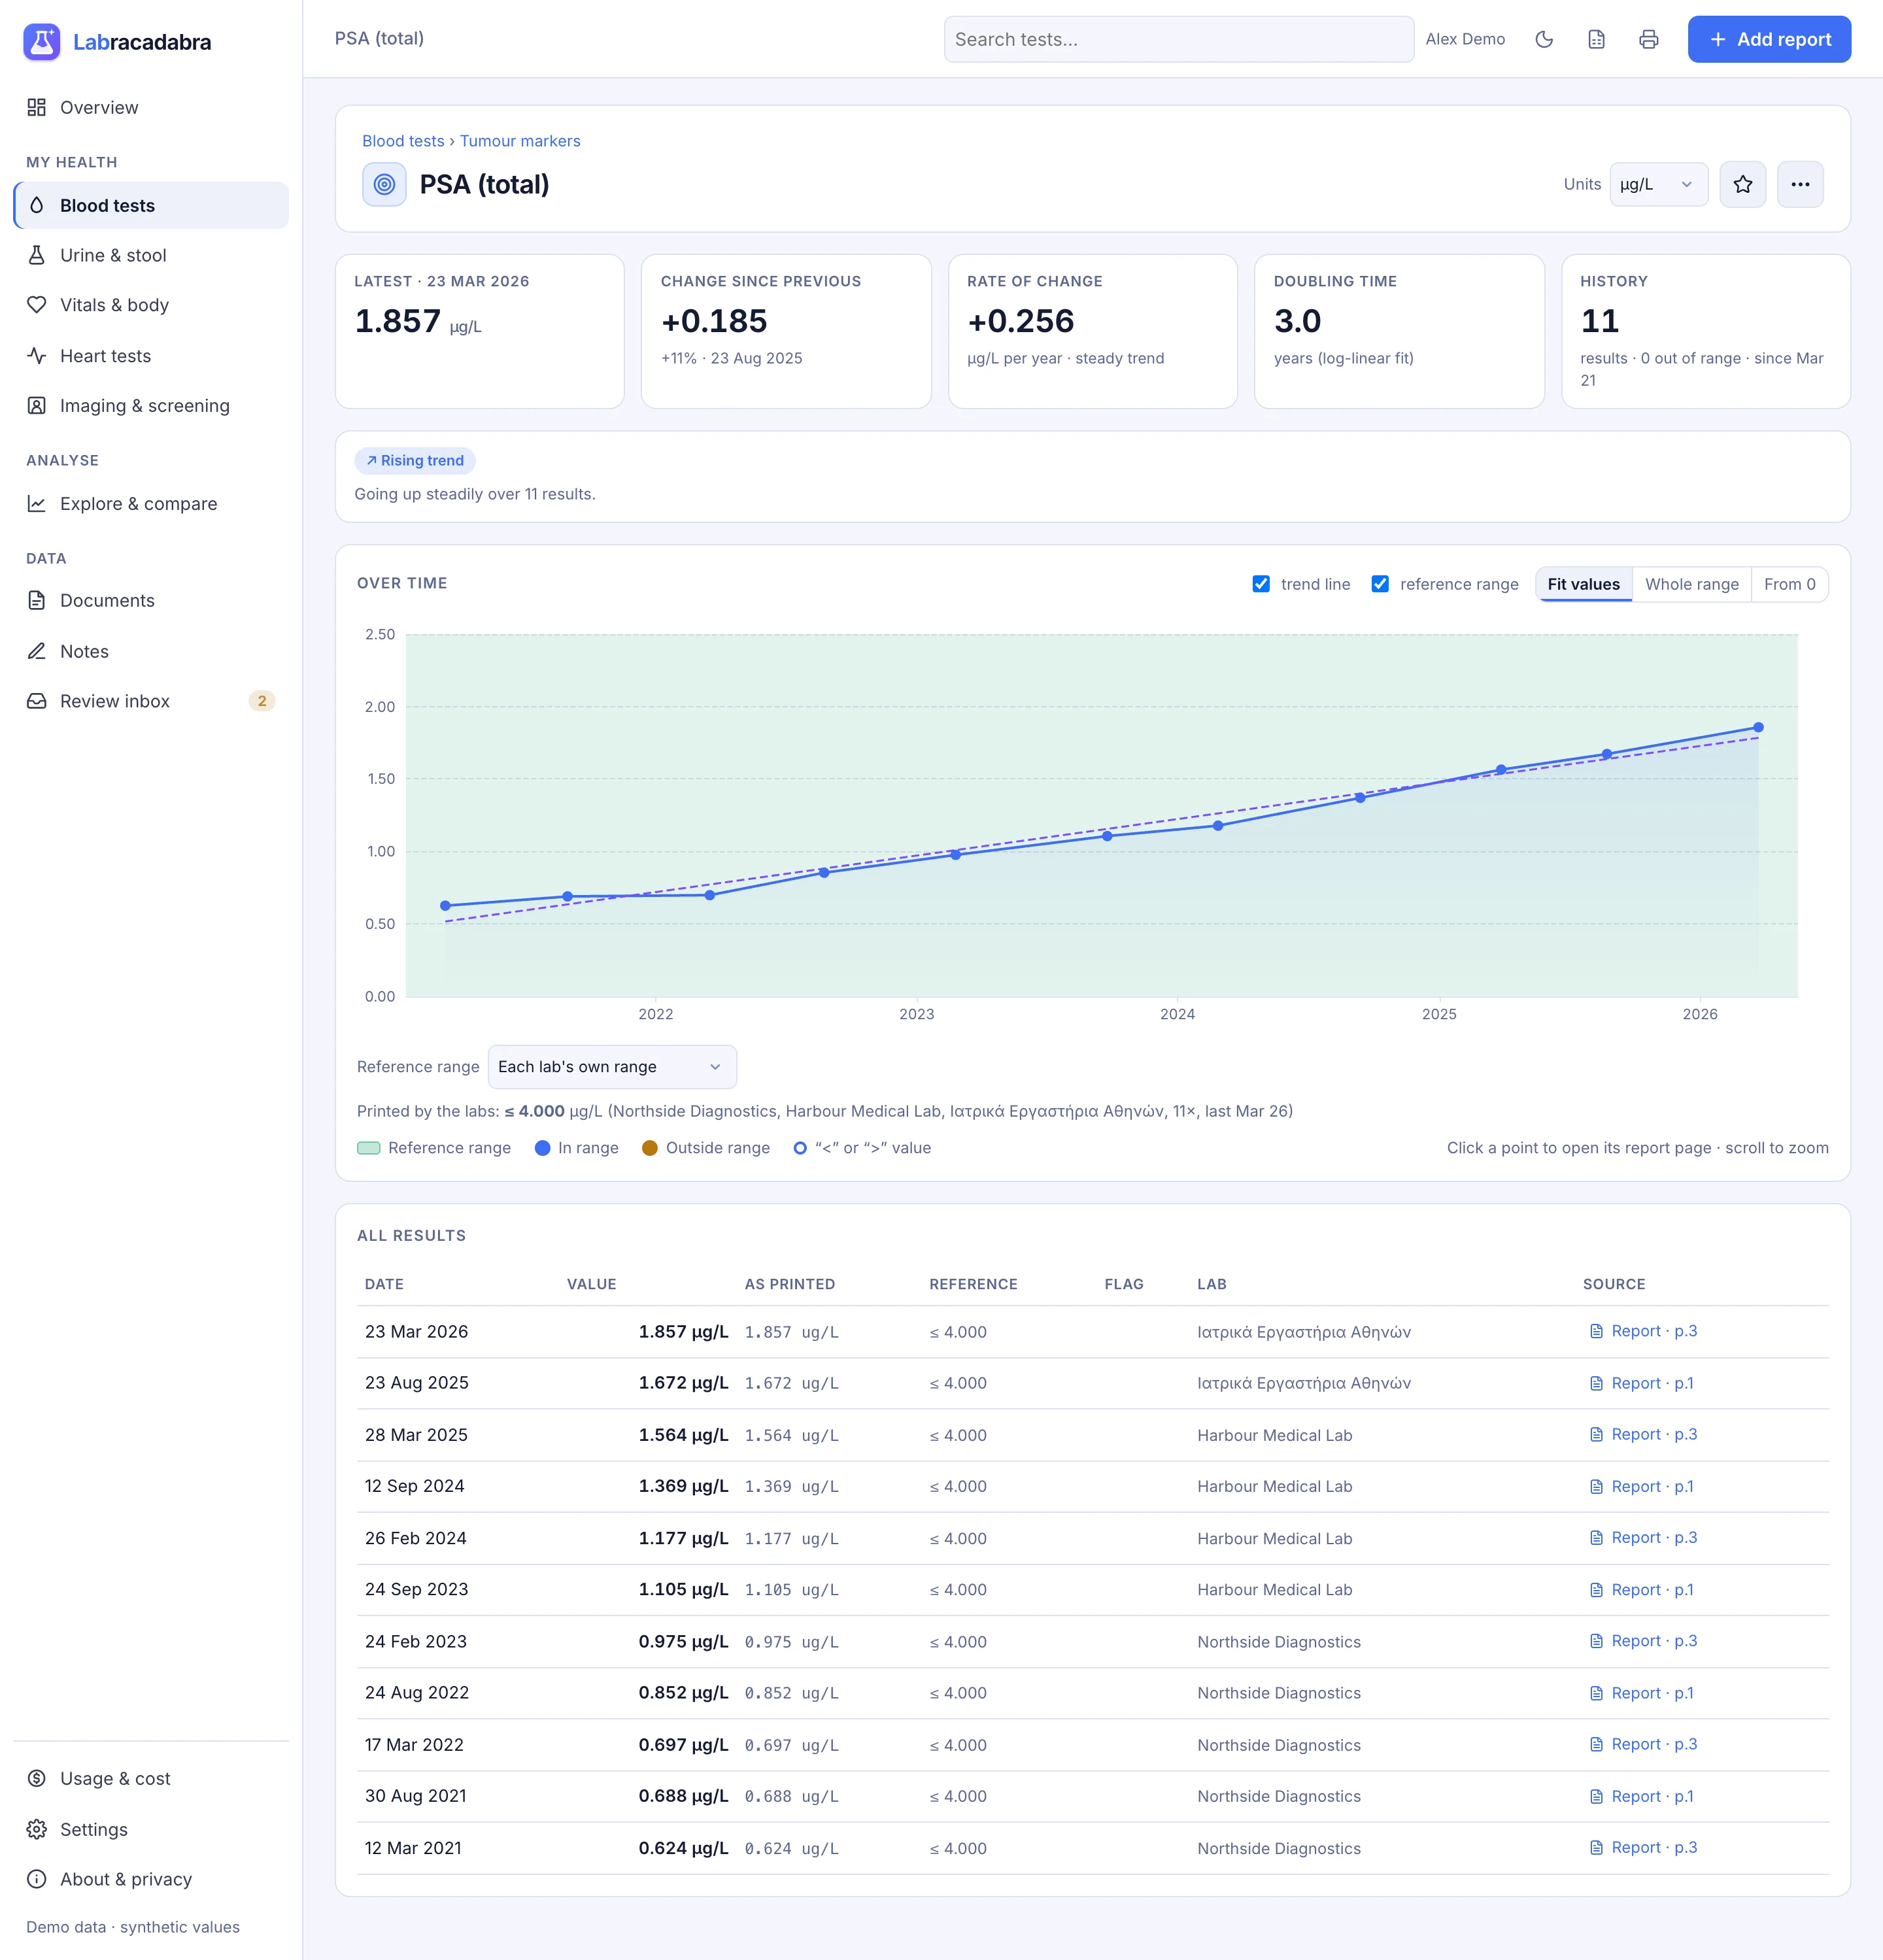 Labracadabra
Overview
MY HEALTH
Blood tests
Urine & stool
Vitals & body
Heart tests
Imaging & screening
ANALYSE
Explore & compare
DATA
Documents
Notes
Review inbox 2
Usage & cost
Settings
About & privacy
Demo data · synthetic values
PSA (total) Search tests... Alex Demo + Add report
Blood tests › Tumour markers
PSA (total) Units µg/L
LATEST · 23 MAR 2026
1.857 µg/L
CHANGE SINCE PREVIOUS
+0.185
+11% · 23 Aug 2025
RATE OF CHANGE
+0.256
µg/L per year · steady trend
DOUBLING TIME
3.0
years (log-linear fit)
HISTORY
11
results · 0 out of range · since Mar
21
↗ Rising trend
Going up steadily over 11 results.
OVER TIME trend line reference range Fit values Whole range From 0
2.50
2.00
1.50
1.00
0.50
0.00
2022 2023 2024 2025 2026
Reference range Each lab's own range
Printed by the labs: ≤ 4.000 µg/L (Northside Diagnostics, Harbour Medical Lab, Ιατρικά Εργαστήρια Αθηνών, 11×, last Mar 26)
Reference range In range Outside range “<” or “>” value Click a point to open its report page · scroll to zoom
ALL RESULTS
DATE VALUE AS PRINTED REFERENCE FLAG LAB SOURCE
23 Mar 2026 1.857 µg/L 1.857 ug/L ≤ 4.000 Ιατρικά Εργαστήρια Αθηνών Report · p.3
23 Aug 2025 1.672 µg/L 1.672 ug/L ≤ 4.000 Ιατρικά Εργαστήρια Αθηνών Report · p.1
28 Mar 2025 1.564 µg/L 1.564 ug/L ≤ 4.000 Harbour Medical Lab Report · p.3
12 Sep 2024 1.369 µg/L 1.369 ug/L ≤ 4.000 Harbour Medical Lab Report · p.1
26 Feb 2024 1.177 µg/L 1.177 ug/L ≤ 4.000 Harbour Medical Lab Report · p.3
24 Sep 2023 1.105 µg/L 1.105 ug/L ≤ 4.000 Harbour Medical Lab Report · p.1
24 Feb 2023 0.975 µg/L 0.975 ug/L ≤ 4.000 Northside Diagnostics Report · p.3
24 Aug 2022 0.852 µg/L 0.852 ug/L ≤ 4.000 Northside Diagnostics Report · p.1
17 Mar 2022 0.697 µg/L 0.697 ug/L ≤ 4.000 Northside Diagnostics Report · p.3
30 Aug 2021 0.688 µg/L 0.688 ug/L ≤ 4.000 Northside Diagnostics Report · p.1
12 Mar 2021 0.624 µg/L 0.624 ug/L ≤ 4.000 Northside Diagnostics Report · p.3